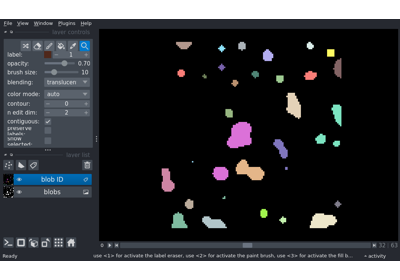 File View Window Plugins Help
layer controls
label: 1
opacity: 0.70
brush size: 10
blending: translucen
color mode: auto
contour: 0
n edit dim: 2
contiguous:
preserve labels:
show selected:
layer list
blob ID
blobs
32 63
Ready use <1> for activate the label eraser, use <2> for activate the paint brush, use <3> for activate the fill b... activity